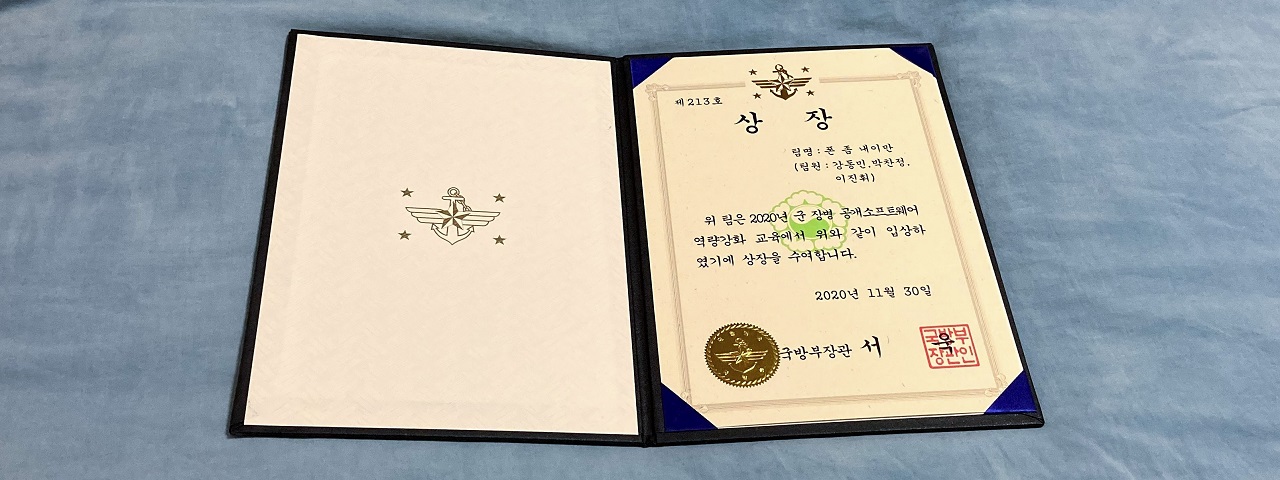 제213호
상 장
팀명 : 폰 좀 내이만
(팀원 : 강동민, 박찬정,
이진휘)
위 팀은 2020년 군 장병 공개소프트웨어
역량강화 교육에서 위와 같이 입상하
였기에 상장을 수여합니다.
2020년 11월 30일
국방부장관 서 욱
국방부
장관인